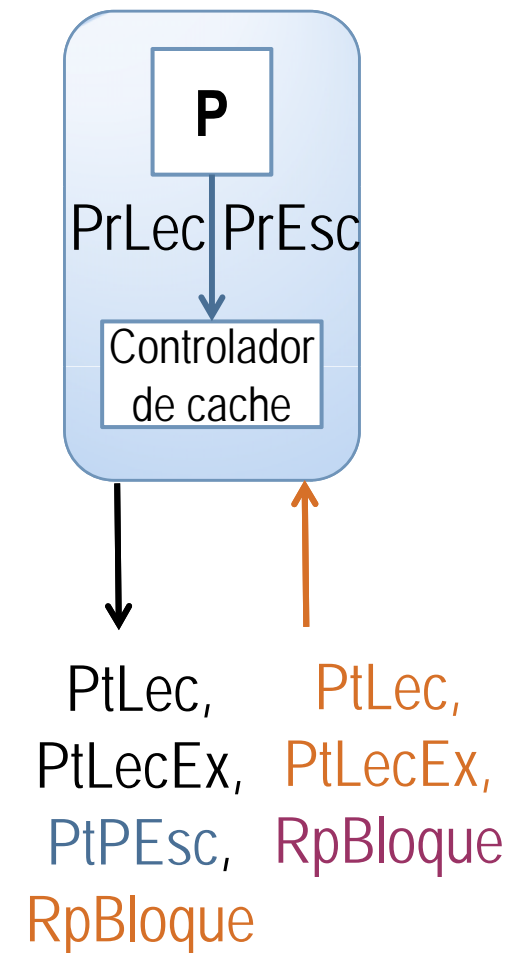 P
PrLec PrEsc
Controlador
de cache
PtLec,
PtLecEx,
PtPEsc,
RpBloque
PtLec,
PtLecEx,
RpBloque